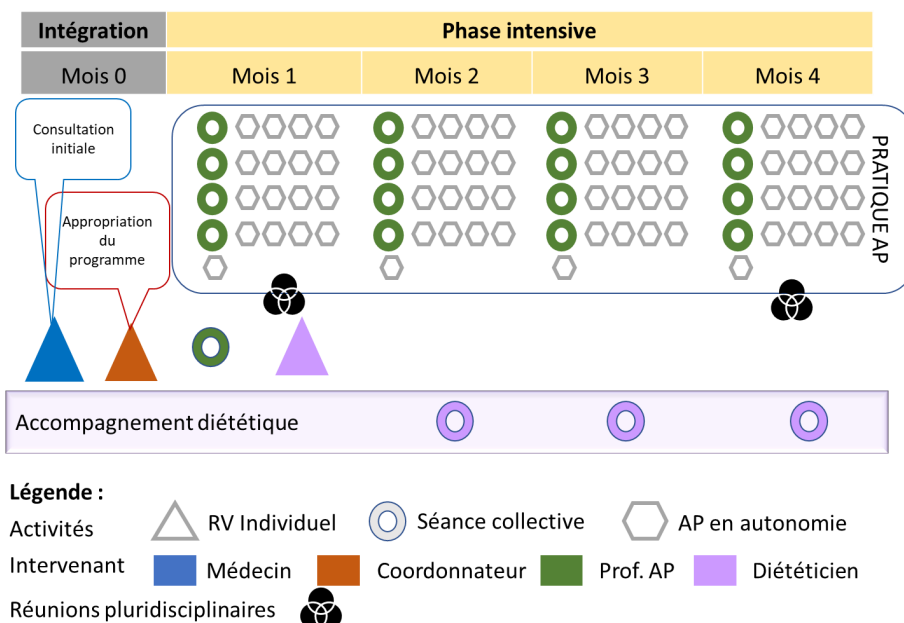 Intégration
Phase intensive
Mois 0
Mois 1
Mois 2
Mois 3
Mois 4
Consultation
initiale
Appropriation
du
programme
PRATIQUE AP
Accompagnement diététique
Légende :
Activités
RV Individuel
Séance collective
AP en autonomie
Intervenant
Médecin
Coordonnateur
Prof. AP
Diététicien
Réunions pluridisciplinaires